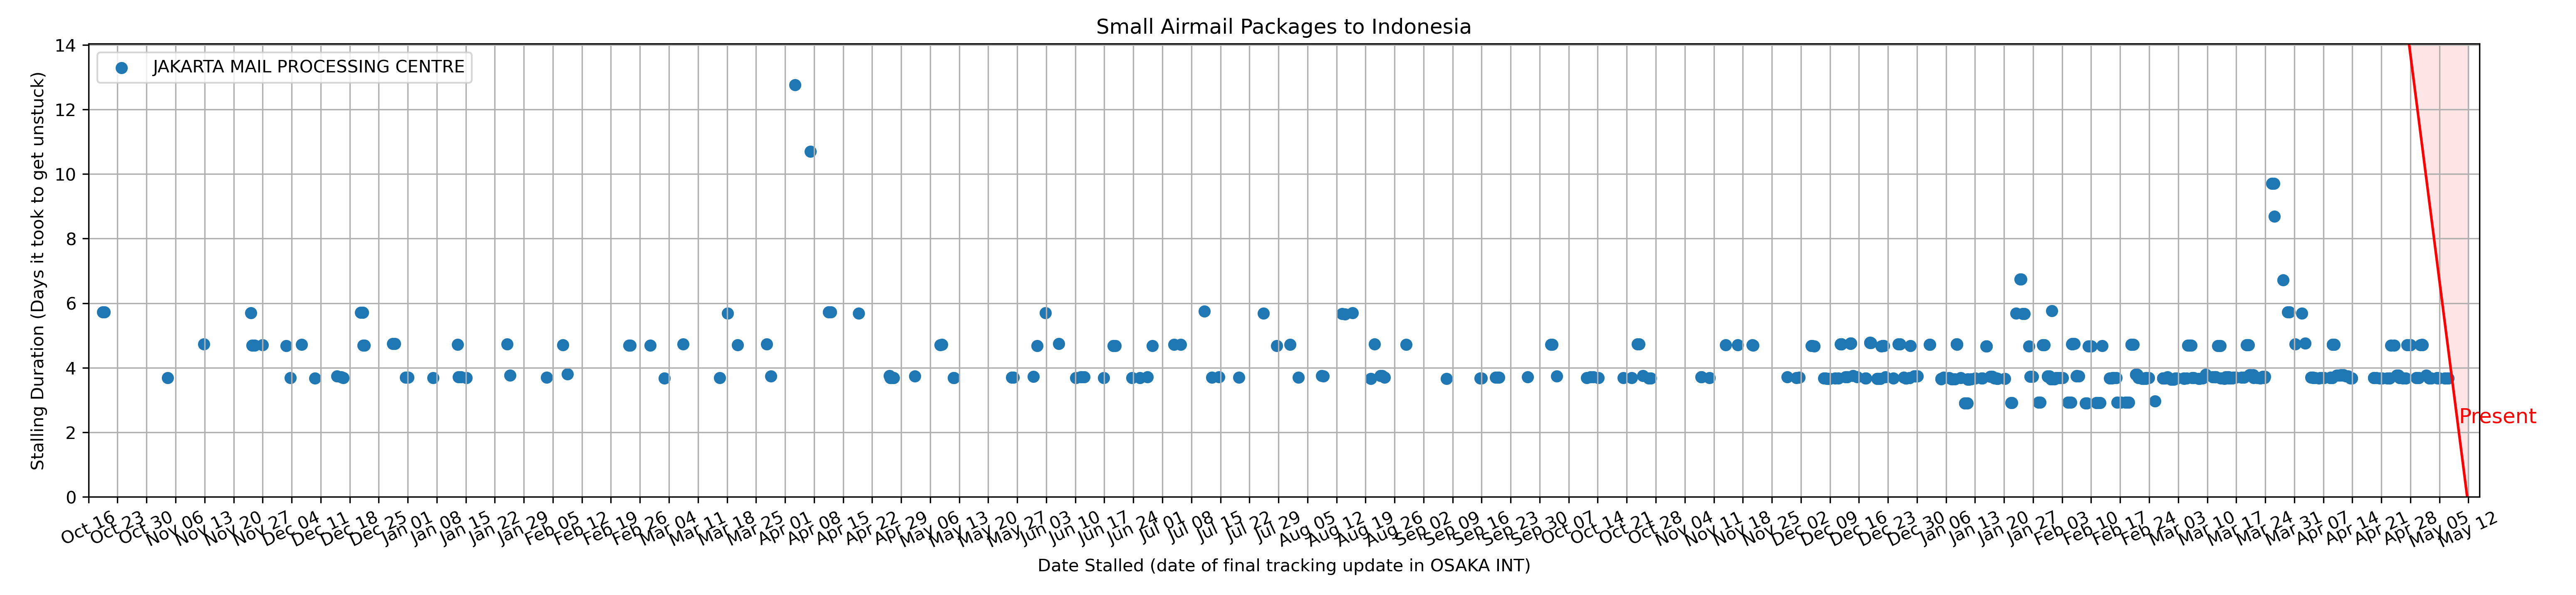 Small Airmail Packages to Indonesia
JAKARTA MAIL PROCESSING CENTRE
Stalling Duration (Days it took to get unstuck)
14
12
10
8
6
4
2
0
Present
Oct 16
Oct 23
Oct 30
Nov 06
Nov 13
Nov 20
Nov 27
Dec 04
Dec 11
Dec 18
Dec 25
Jan 01
Jan 08
Jan 15
Jan 22
Jan 29
Feb 05
Feb 12
Feb 19
Feb 26
Mar 04
Mar 11
Mar 18
Mar 25
Apr 01
Apr 08
Apr 15
Apr 22
Apr 29
May 06
May 13
May 20
May 27
Jun 03
Jun 10
Jun 17
Jun 24
Jul 01
Jul 08
Jul 15
Jul 22
Jul 29
Aug 05
Aug 12
Aug 19
Aug 26
Sep 02
Sep 09
Sep 16
Sep 23
Sep 30
Oct 07
Oct 14
Oct 21
Oct 28
Nov 04
Nov 11
Nov 18
Nov 25
Dec 02
Dec 09
Dec 16
Dec 23
Dec 30
Jan 06
Jan 13
Jan 20
Jan 27
Feb 03
Feb 10
Feb 17
Feb 24
Mar 03
Mar 10
Mar 17
Mar 24
Mar 31
Apr 07
Apr 14
Apr 21
Apr 28
May 05
May 12
Date Stalled (date of final tracking update in OSAKA INT)